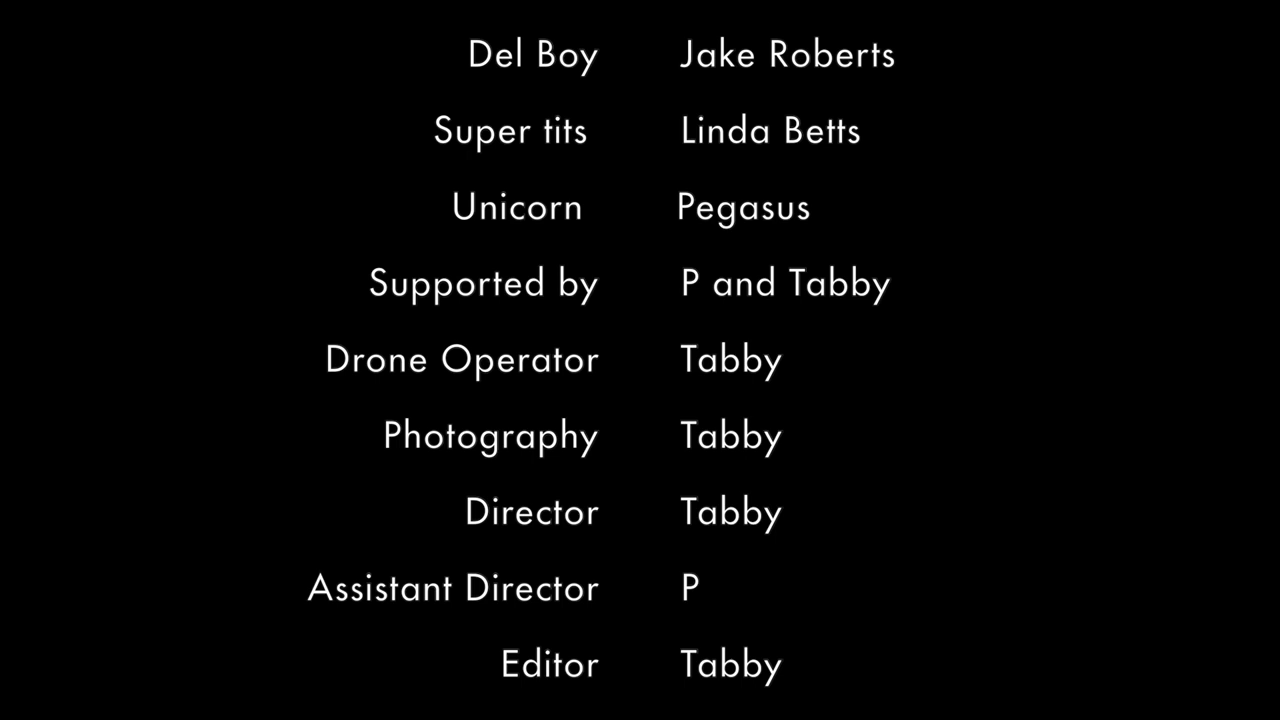 Del Boy Jake Roberts
Super tits Linda Betts
Unicorn Pegasus
Supported by P and Tabby
Drone Operator Tabby
Photography Tabby
Director Tabby
Assistant Director P
Editor Tabby